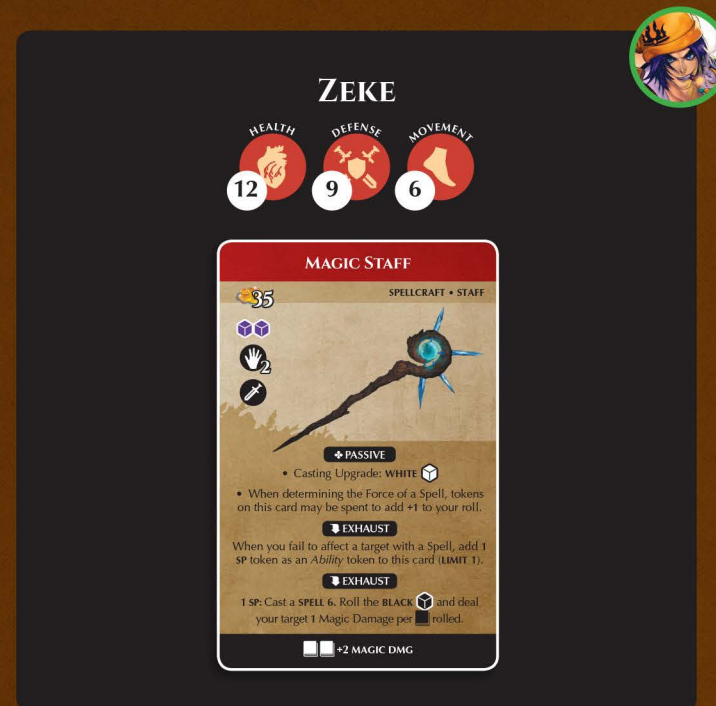 ZEKE
HEALTH DEFENSE MOVEMENT
12 9 6
MAGIC STAFF
35 SPELLCRAFT • STAFF
2
PASSIVE
• Casting Upgrade: WHITE
• When determining the Force of a Spell, tokens
on this card may be spent to add +1 to your roll.
EXHAUST
When you fail to affect a target with a Spell, add 1
SP token as an Ability token to this card (LIMIT 1).
EXHAUST
1 SP: Cast a SPELL 6. Roll the BLACK and deal
your target 1 Magic Damage per rolled.
+2 MAGIC DMG